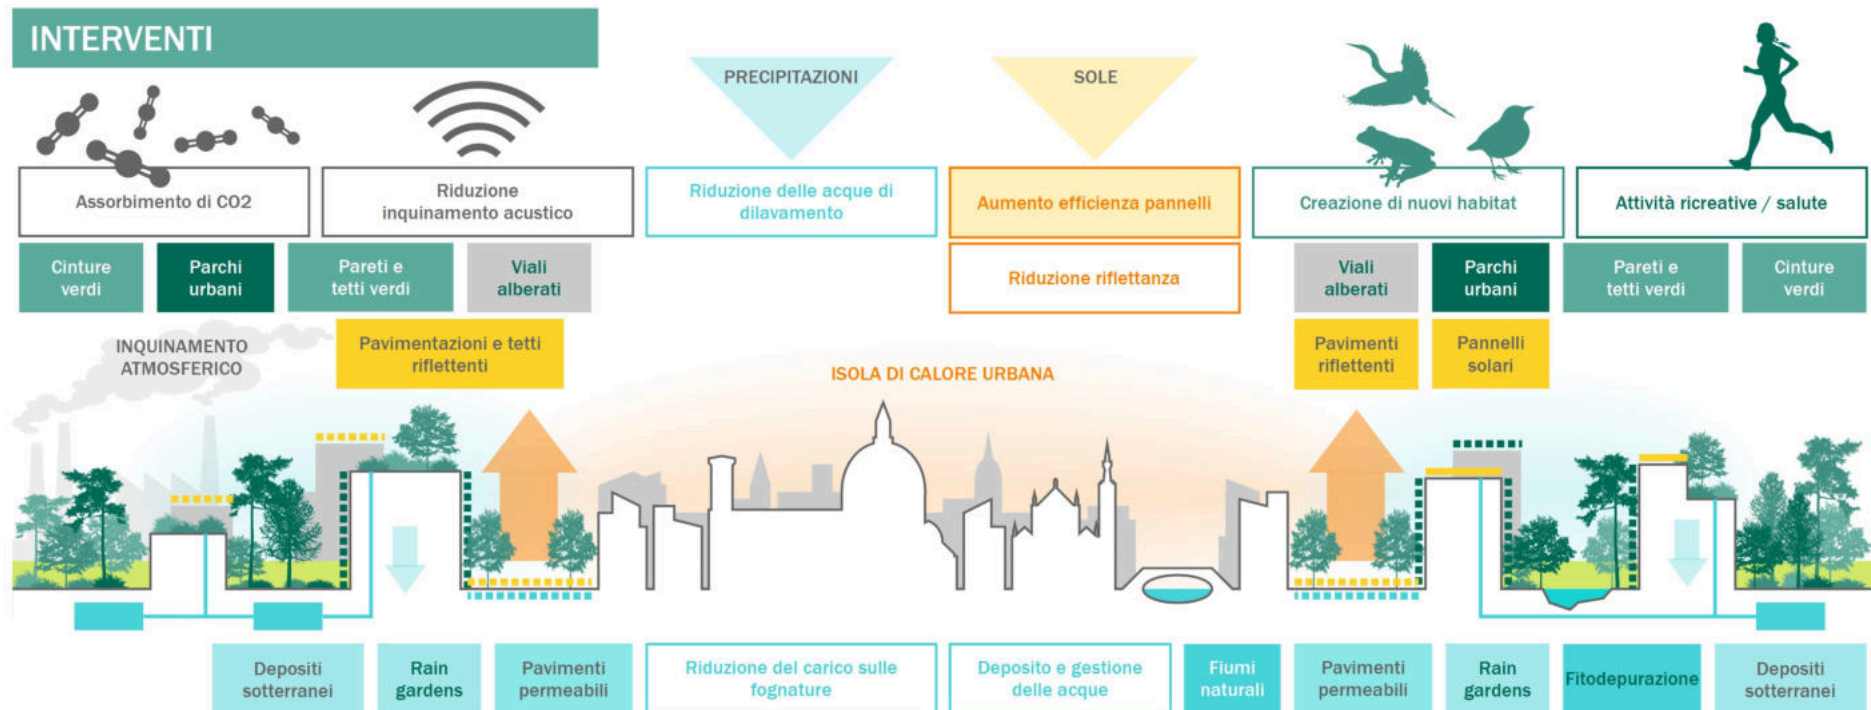 INTERVENTI
PRECIPITAZIONI
SOLE
Assorbimento di CO2
Riduzione
inquinamento acustico
Riduzione delle acque di
dilavamento
Aumento efficienza pannelli
Creazione di nuovi habitat
Attività ricreative / salute
Cinture
verdi
Parchi
urbani
Pareti e
tetti verdi
Viali
alberati
Riduzione riflettanza
Viali
alberati
Parchi
urbani
Pareti e
tetti verdi
Cinture
verdi
INQUINAMENTO
ATMOSFERICO
Pavimentazioni e tetti
riflettenti
ISOLA DI CALORE URBANA
Pavimenti
riflettenti
Pannelli
solari
Depositi
sotterranei
Rain
gardens
Pavimenti
permeabili
Riduzione del carico sulle
fognature
Deposito e gestione
delle acque
Fiumi
naturali
Pavimenti
permeabili
Rain
gardens
Fitodepurazione
Depositi
sotterranei